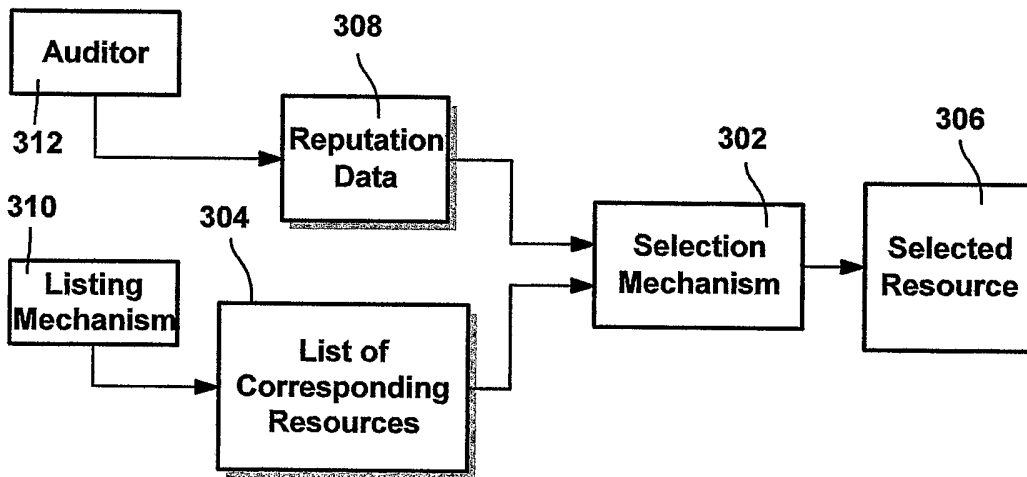 Auditor
312
308
Reputation
Data
310
Listing
Mechanism
304
List of
Corresponding
Resources
302
Selection
Mechanism
306
Selected
Resource